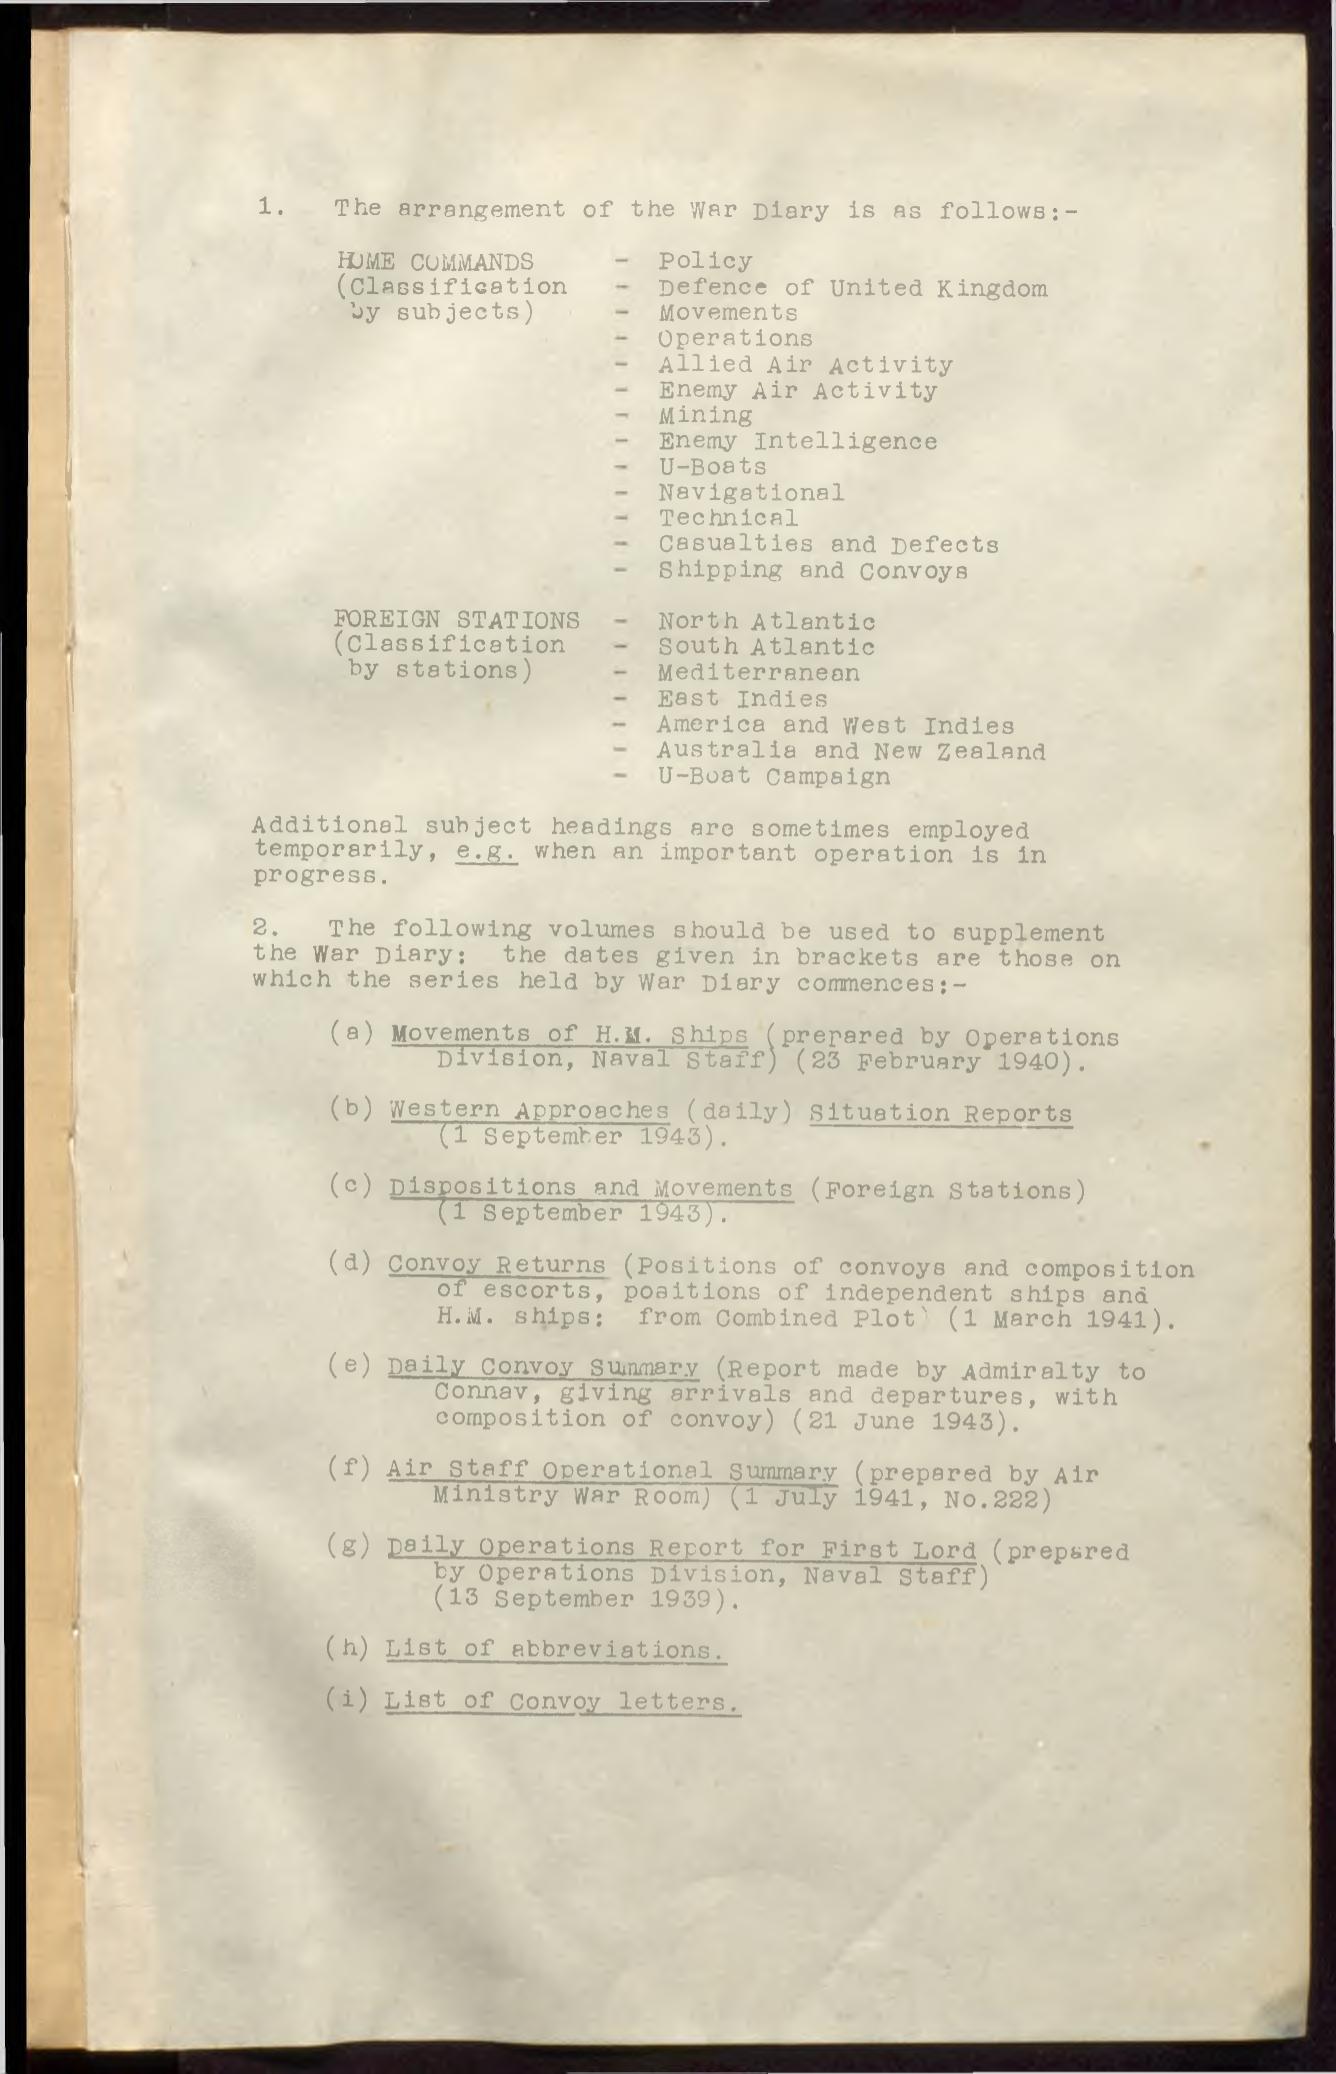 1. The arrangement of the War Diary is as follows:-
HOME COMMANDS - Policy
(Classification - Defence of United Kingdom
by subjects) - Movements
- Operations
- Allied Air Activity
- Enemy Air Activity
- Mining
- Enemy Intelligence
- U-Boats
- Navigational
- Technical
- Casualties and Defects
- Shipping and Convoys
FOREIGN STATIONS - North Atlantic
(Classification - South Atlantic
by stations) - Mediterranean
- East Indies
- America and West Indies
- Australia and New Zealand
- U-Boat Campaign
Additional subject headings are sometimes employed
temporarily, e.g. when an important operation is in
progress.
2. The following volumes should be used to supplement
the War Diary: the dates given in brackets are those on
which the series held by War Diary commences:-
(a) Movements of H.M. Ships (prepared by Operations
Division, Naval Staff) (23 February 1940).
(b) Western Approaches (daily) Situation Reports
(1 September 1943).
(c) Dispositions and Movements (Foreign Stations)
(1 September 1943).
(d) Convoy Returns (Positions of convoys and composition
of escorts, positions of independent ships and
H.M. ships: from Combined Plot) (1 March 1941).
(e) Daily Convoy Summary (Report made by Admiralty to
Connav, giving arrivals and departures, with
composition of convoy) (21 June 1943).
(f) Air Staff Operational Summary (prepared by Air
Ministry War Room) (1 July 1941, No.222)
(g) Daily Operations Report for First Lord (prepared
by Operations Division, Naval Staff)
(13 September 1939).
(h) List of abbreviations.
(i) List of Convoy letters.